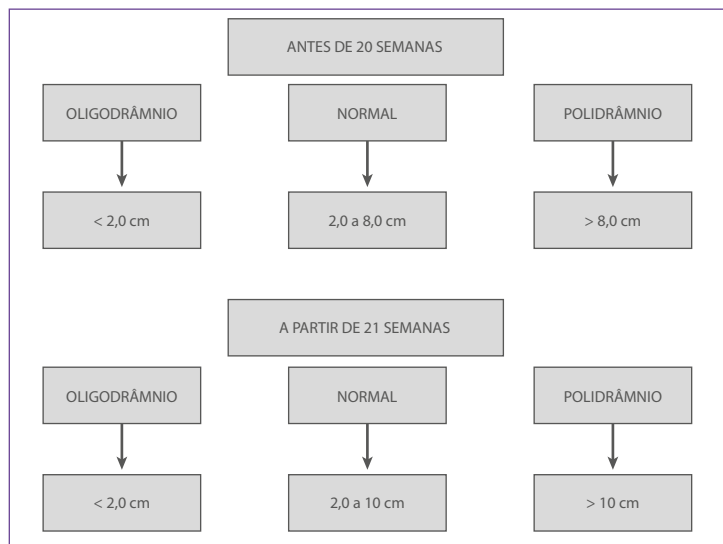 ANTES DE 20 SEMANAS
OLIGODRÂMNIO
NORMAL
POLIDRÂMNIO
< 2,0 cm
2,0 a 8,0 cm
> 8,0 cm
A PARTIR DE 21 SEMANAS
OLIGODRÂMNIO
NORMAL
POLIDRÂMNIO
< 2,0 cm
2,0 a 10 cm
> 10 cm